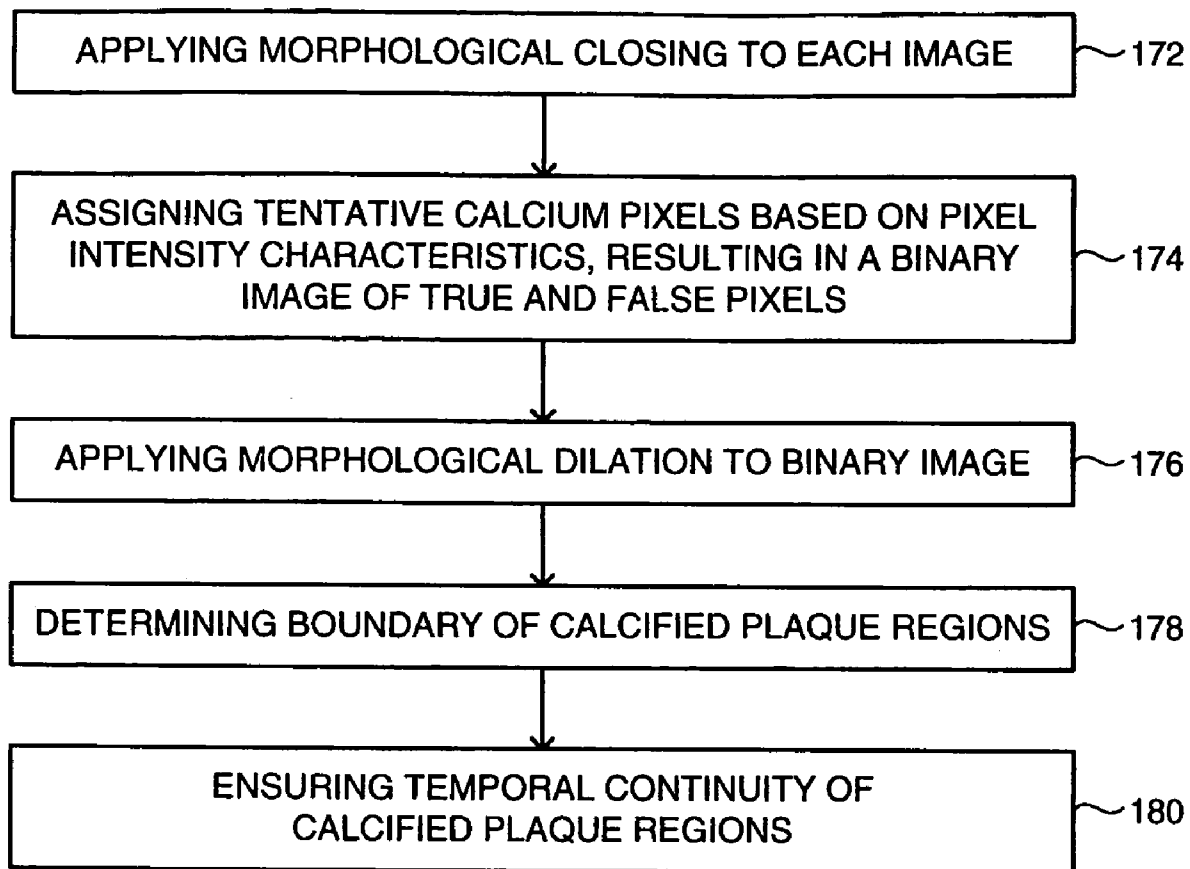 APPLYING MORPHOLOGICAL CLOSING TO EACH IMAGE
172
ASSIGNING TENTATIVE CALCIUM PIXELS BASED ON PIXEL
INTENSITY CHARACTERISTICS, RESULTING IN A BINARY
IMAGE OF TRUE AND FALSE PIXELS
174
APPLYING MORPHOLOGICAL DILATION TO BINARY IMAGE
176
DETERMINING BOUNDARY OF CALCIFIED PLAQUE REGIONS
178
ENSURING TEMPORAL CONTINUITY OF
CALCIFIED PLAQUE REGIONS
180